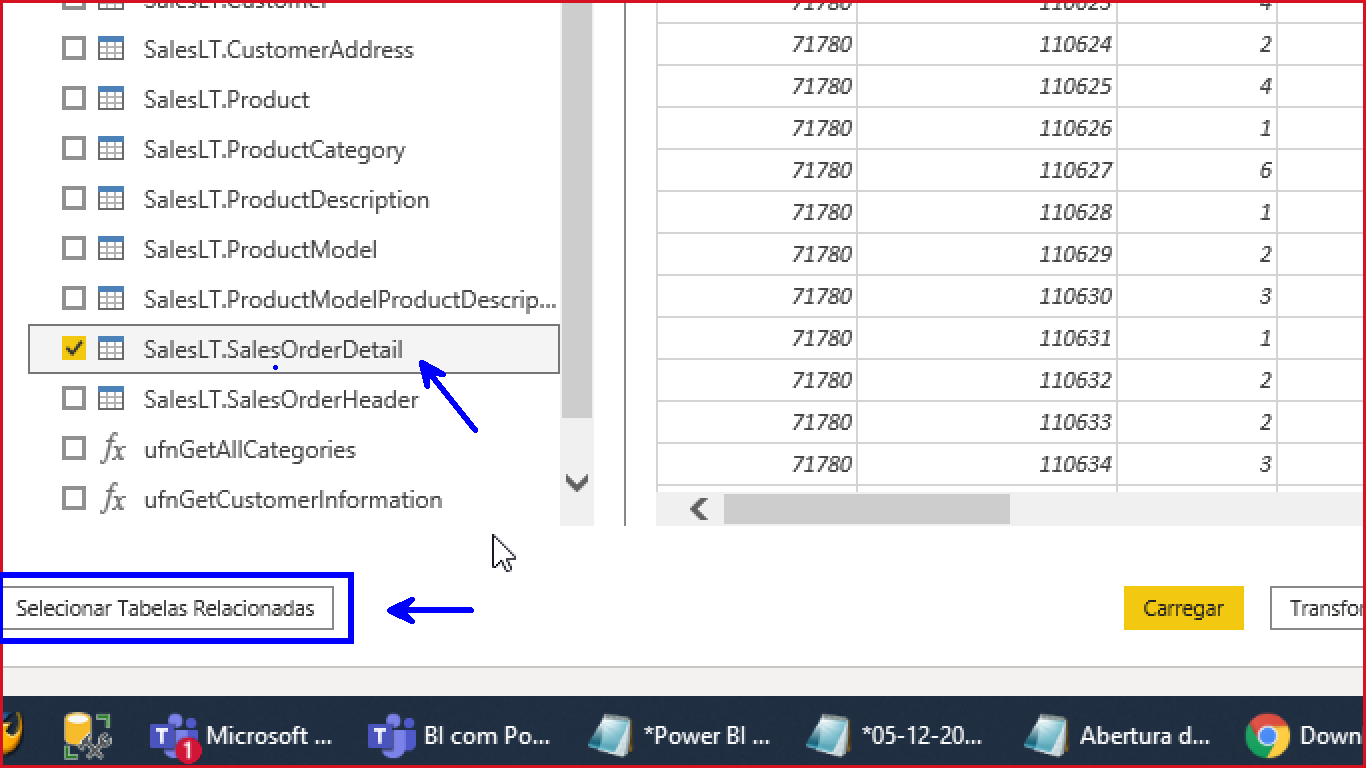 SalesLT.Customer
SalesLT.CustomerAddress
SalesLT.Product
SalesLT.ProductCategory
SalesLT.ProductDescription
SalesLT.ProductModel
SalesLT.ProductModelProductDescrip...
SalesLT.SalesOrderDetail
SalesLT.SalesOrderHeader
fx ufnGetAllCategories
fx ufnGetCustomerInformation
71780 110623 4
71780 110624 2
71780 110625 4
71780 110626 1
71780 110627 6
71780 110628 1
71780 110629 2
71780 110630 3
71780 110631 1
71780 110632 2
71780 110633 2
71780 110634 3
Selecionar Tabelas Relacionadas
Carregar
Transfor
T 1 Microsoft ...
T BI com Po...
*Power BI ...
*05-12-20...
Abertura d...
Down